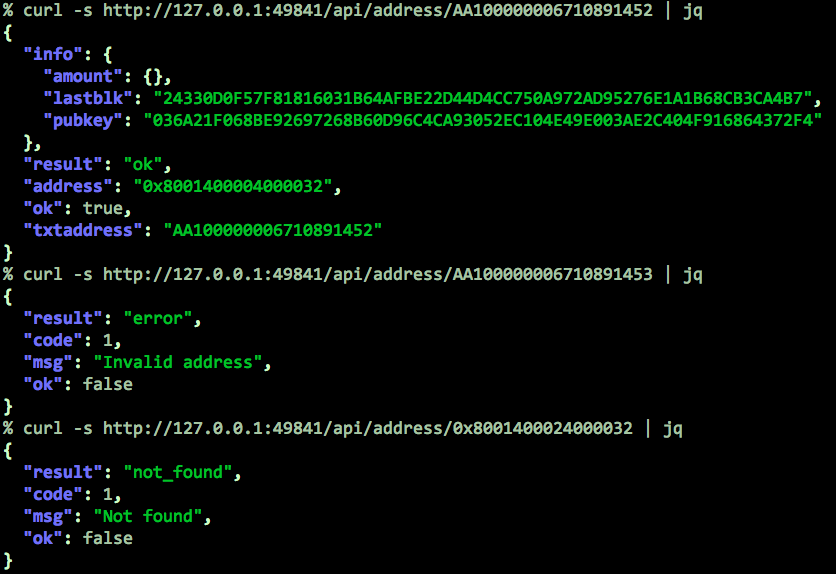 % curl -s http://127.0.0.1:49841/api/address/AA100000006710891452 | jq
{
  "info": {
    "amount": {},
    "lastblk": "24330D0F57F81816031B64AFBE22D44D4CC750A972AD95276E1A1B68CB3CA4B7",
    "pubkey": "036A21F068BE92697268B60D96C4CA93052EC104E49E003AE2C404F916864372F4"
  },
  "result": "ok",
  "address": "0x8001400004000032",
  "ok": true,
  "txtaddress": "AA100000006710891452"
}
% curl -s http://127.0.0.1:49841/api/address/AA100000006710891453 | jq
{
  "result": "error",
  "code": 1,
  "msg": "Invalid address",
  "ok": false
}
% curl -s http://127.0.0.1:49841/api/address/0x8001400024000032 | jq
{
  "result": "not_found",
  "code": 1,
  "msg": "Not found",
  "ok": false
}